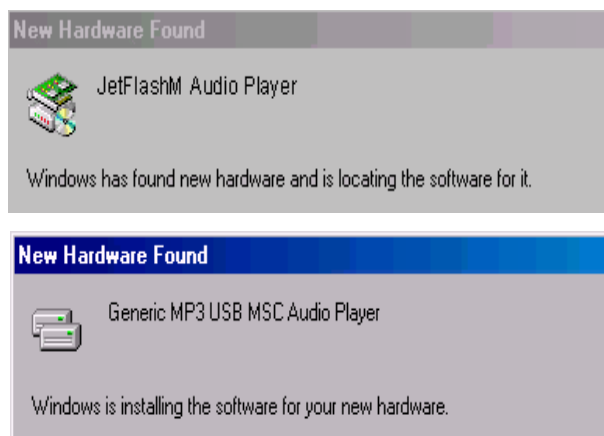 New Hardware Found
JetFlashM Audio Player
Windows has found new hardware and is locating the software for it.
New Hardware Found
Generic MP3 USB MSC Audio Player
Windows is installing the software for your new hardware.